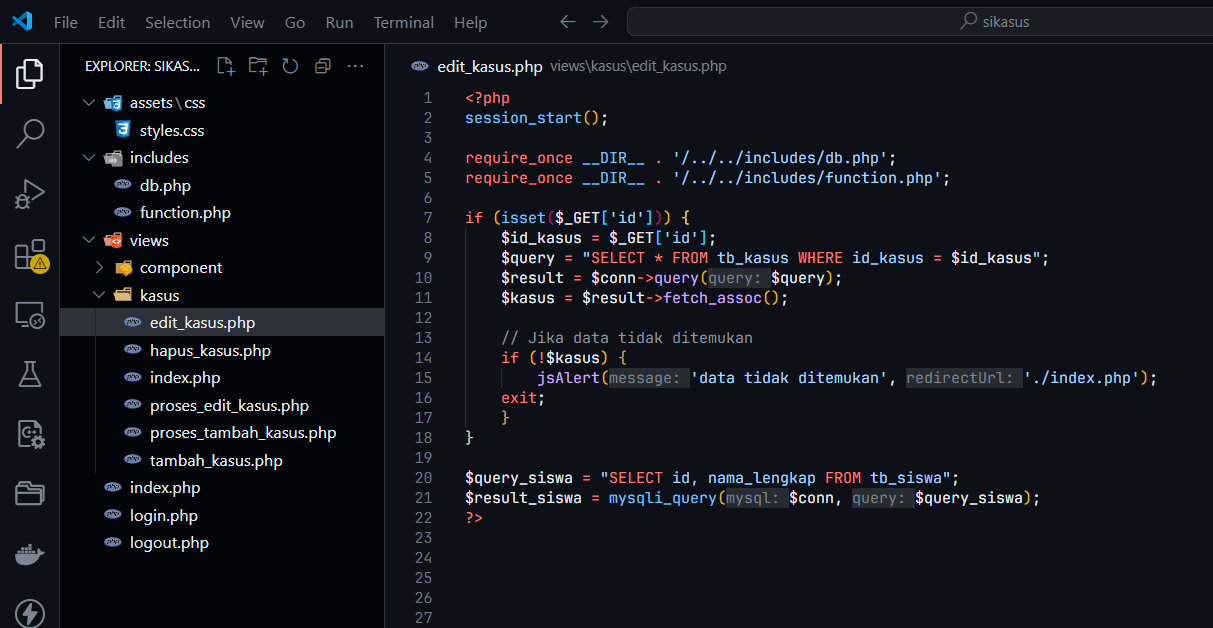 File Edit Selection View Go Run Terminal Help
sikasus
EXPLORER: SIKAS...
assets\css
styles.css
includes
db.php
function.php
views
component
kasus
edit_kasus.php
hapus_kasus.php
index.php
proses_edit_kasus.php
proses_tambah_kasus.php
tambah_kasus.php
index.php
login.php
logout.php
edit_kasus.php views\kasus\edit_kasus.php
1 <?php
2 session_start();
3
4 require_once __DIR__ . '/../../includes/db.php';
5 require_once __DIR__ . '/../../includes/function.php';
6
7 if (isset($_GET['id'])) {
8 $id_kasus = $_GET['id'];
9 $query = "SELECT * FROM tb_kasus WHERE id_kasus = $id_kasus";
10 $result = $conn->query(query: $query);
11 $kasus = $result->fetch_assoc();
12
13 // Jika data tidak ditemukan
14 if (!$kasus) {
15 jsAlert(message: 'data tidak ditemukan', redirectUrl: './index.php');
16 exit;
17 }
18 }
19
20 $query_siswa = "SELECT id, nama_lengkap FROM tb_siswa";
21 $result_siswa = mysqli_query(mysql: $conn, query: $query_siswa);
22 ?>
23
24
25
26
27